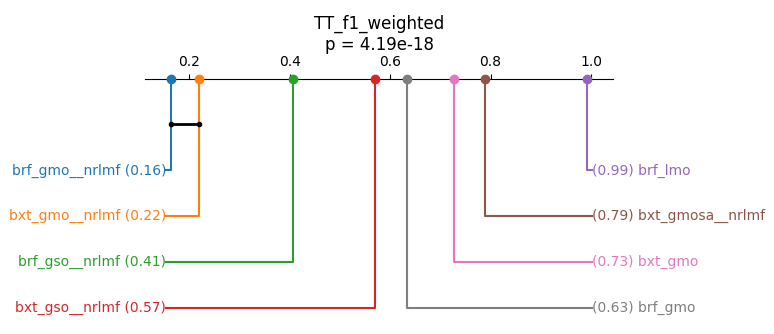 TT_f1_weighted
p = 4.19e-18
0.2 0.4 0.6 0.8 1.0
brf_gmo__nrlmf (0.16) (0.99) brf_lmo
bxt_gmo__nrlmf (0.22) (0.79) bxt_gmosa__nrlmf
brf_gso__nrlmf (0.41) (0.73) bxt_gmo
bxt_gso__nrlmf (0.57) (0.63) brf_gmo